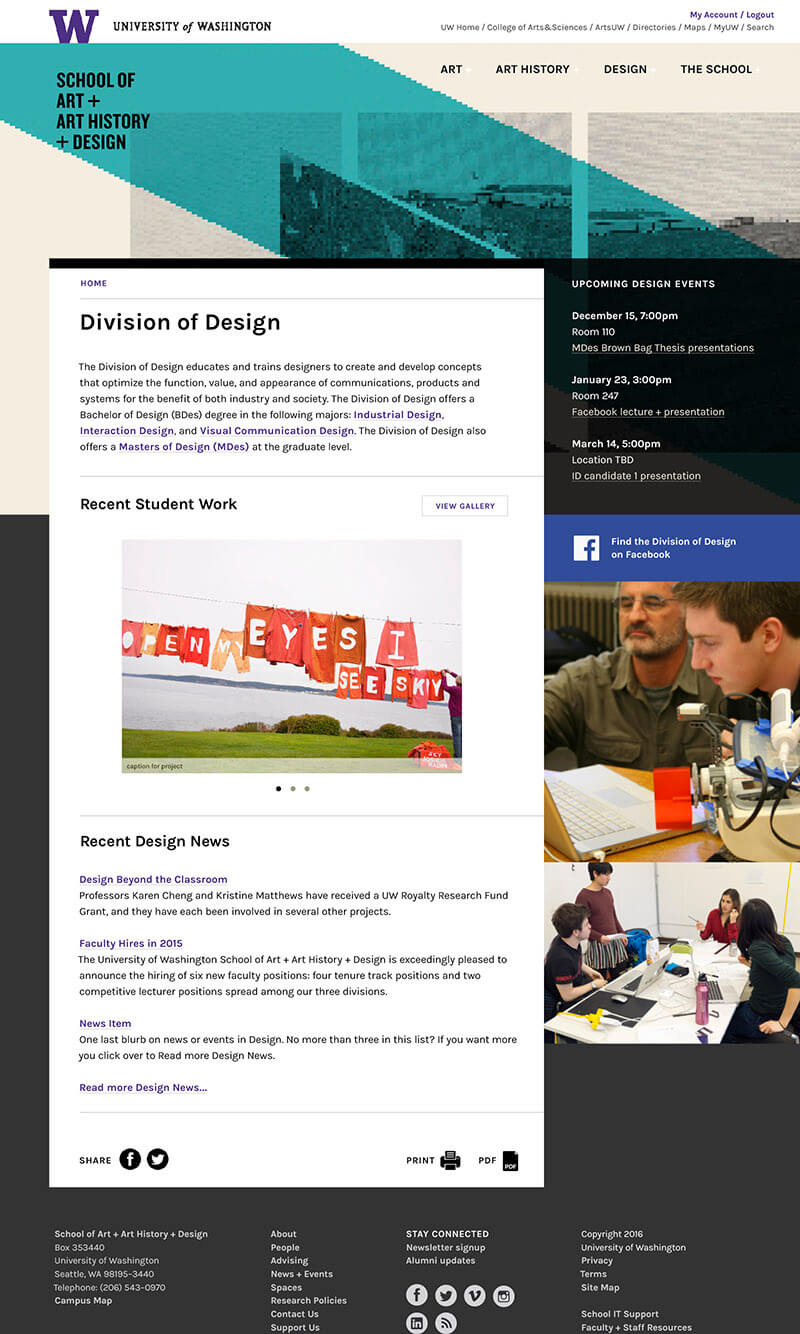 W UNIVERSITY of WASHINGTON
My Account / Logout
UW Home / College of Arts&Sciences / ArtsUW / Directories / Maps / MyUW / Search
SCHOOL OF
ART +
ART HISTORY
+ DESIGN
ART +
ART HISTORY +
DESIGN +
THE SCHOOL +
HOME
Division of Design
The Division of Design educates and trains designers to create and develop concepts
that optimize the function, value, and appearance of communications, products and
systems for the benefit of both industry and society. The Division of Design offers a
Bachelor of Design (BDes) degree in the following majors: Industrial Design,
Interaction Design, and Visual Communication Design. The Division of Design also
offers a Masters of Design (MDes) at the graduate level.
Recent Student Work
VIEW GALLERY
OPEN MY EYES I
SEE SKY
SKY
caption for project
Recent Design News
Design Beyond the Classroom
Professors Karen Cheng and Kristine Matthews have received a UW Royalty Research Fund
Grant, and they have each been involved in several other projects.
Faculty Hires in 2015
The University of Washington School of Art + Art History + Design is exceedingly pleased to
announce the hiring of six new faculty positions: four tenure track positions and two
competitive lecturer positions spread among our three divisions.
News Item
One last blurb on news or events in Design. No more than three in this list? If you want more
you click over to Read more Design News.
Read more Design News...
SHARE
PRINT
PDF
PDF
UPCOMING DESIGN EVENTS
December 15, 7:00pm
Room 110
MDes Brown Bag Thesis presentations
January 23, 3:00pm
Room 247
Facebook lecture + presentation
March 14, 5:00pm
Location TBD
ID candidate 1 presentation
Find the Division of Design
on Facebook
School of Art + Art History + Design
Box 353440
University of Washington
Seattle, WA 98195–3440
Telephone: (206) 543-0970
Campus Map
About
People
Advising
News + Events
Spaces
Research Policies
Contact Us
Support Us
STAY CONNECTED
Newsletter signup
Alumni updates
Copyright 2016
University of Washington
Privacy
Terms
Site Map
School IT Support
Faculty + Staff Resources